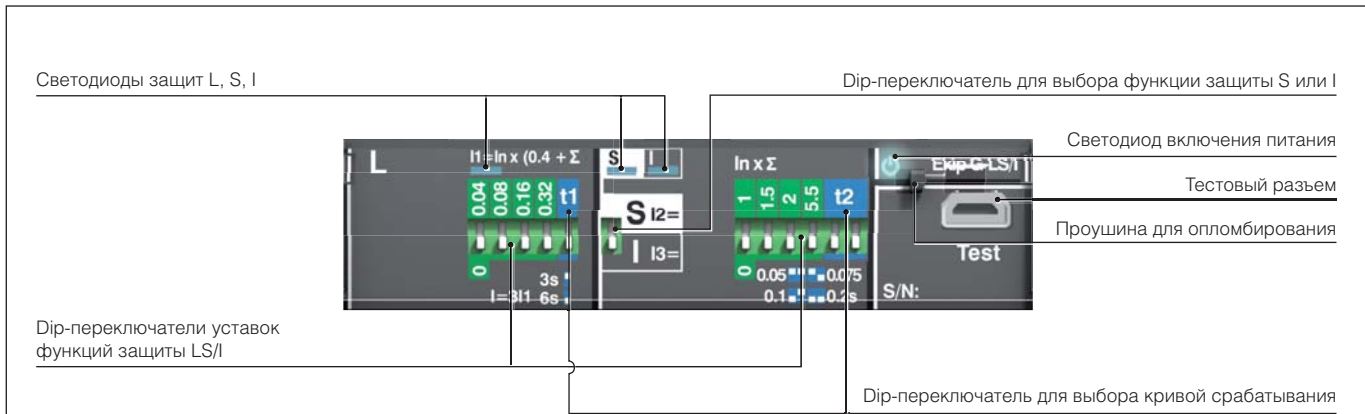 Светодиоды защит L, S, I
Dip-переключатель для выбора функции защиты S или I
Светодиод включения питания
Тестовый разъем
Проушина для опломбирования
L
I1=In x (0.4 + Σ
0.04 0.08 0.16 0.32 t1
0
3s
I=3I1 6s
S I
S I2=
I I3=
In x Σ
1 1.5 2 5.5 t2
0
0.05 0.075
0.1 0.2s
Ekip G LS/I
Test
S/N:
Dip-переключатели уставок
функций защиты LS/I
Dip-переключатель для выбора кривой срабатывания